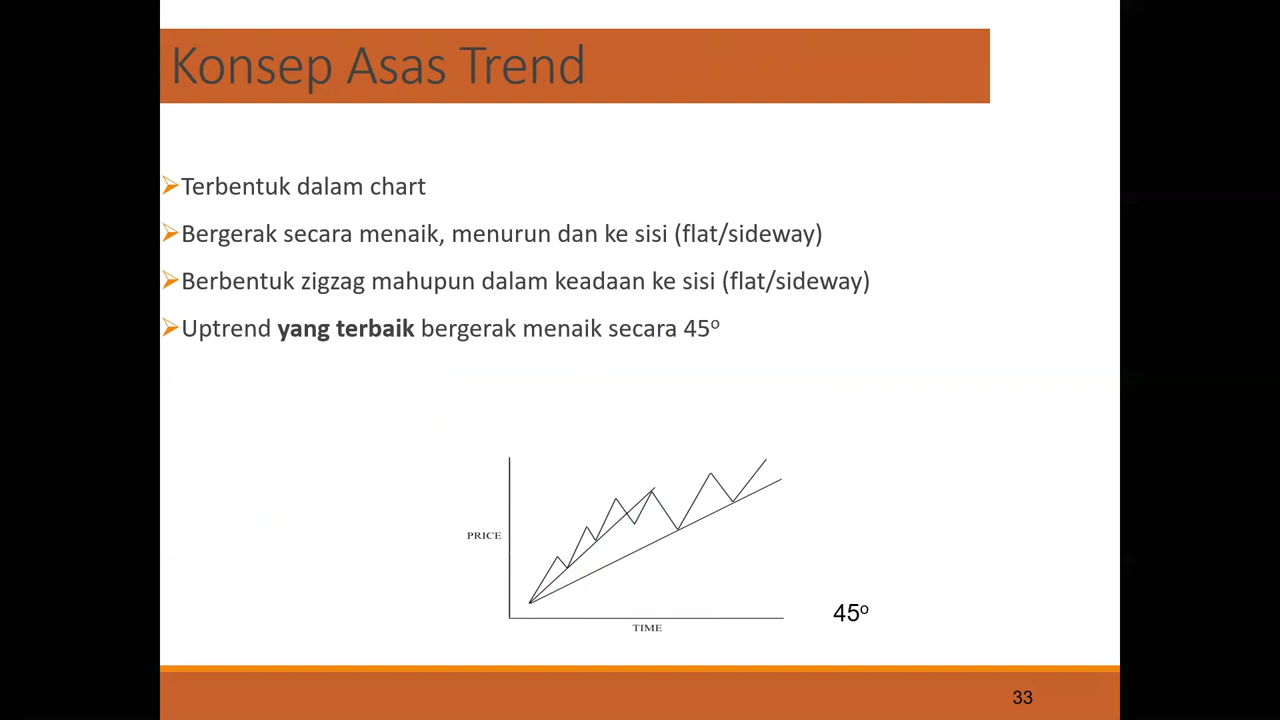 Konsep Asas Trend
Terbentuk dalam chart
Bergerak secara menaik, menurun dan ke sisi (flat/sideway)
Berbentuk zigzag mahupun dalam keadaan ke sisi (flat/sideway)
Uptrend yang terbaik bergerak menaik secara 45º
PRICE
TIME
45º
33